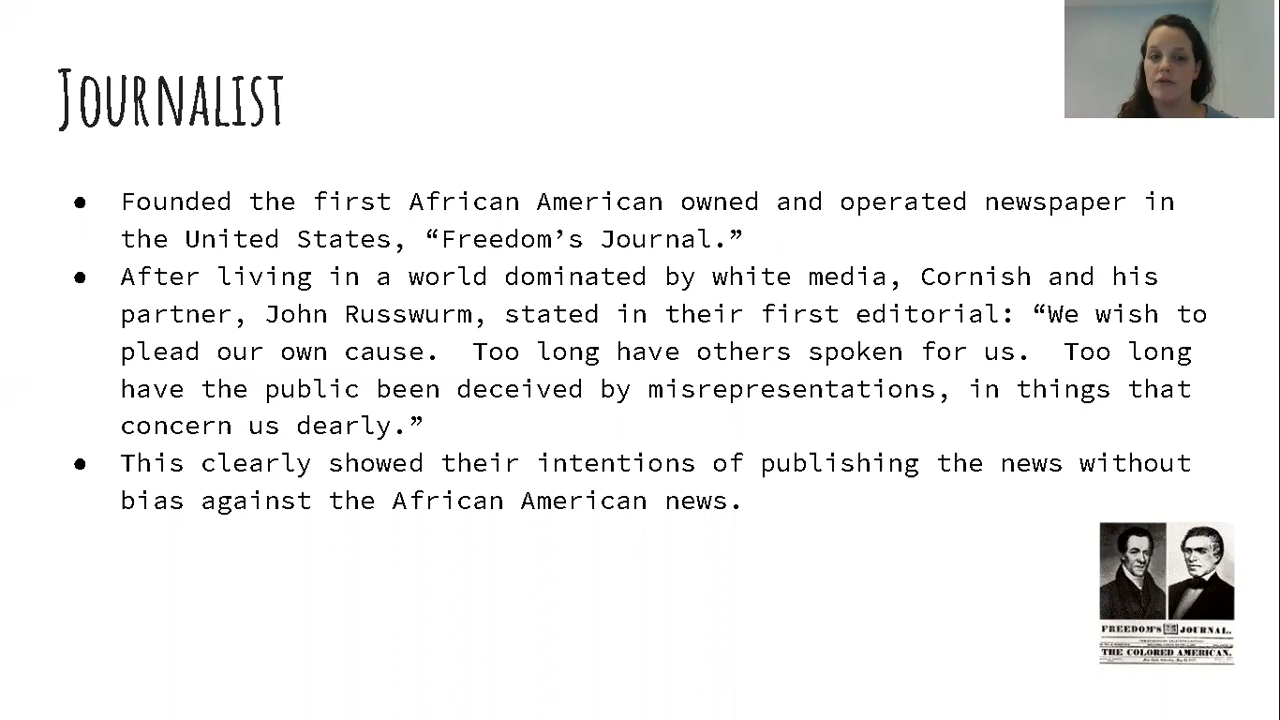 Journalist
● Founded the first African American owned and operated newspaper in
the United States, “Freedom’s Journal.”
● After living in a world dominated by white media, Cornish and his
partner, John Russwurm, stated in their first editorial: “We wish to
plead our own cause.  Too long have others spoken for us.  Too long
have the public been deceived by misrepresentations, in things that
concern us dearly.”
● This clearly showed their intentions of publishing the news without
bias against the African American news.
FREEDOM'S JOURNAL.
THE COLORED AMERICAN.